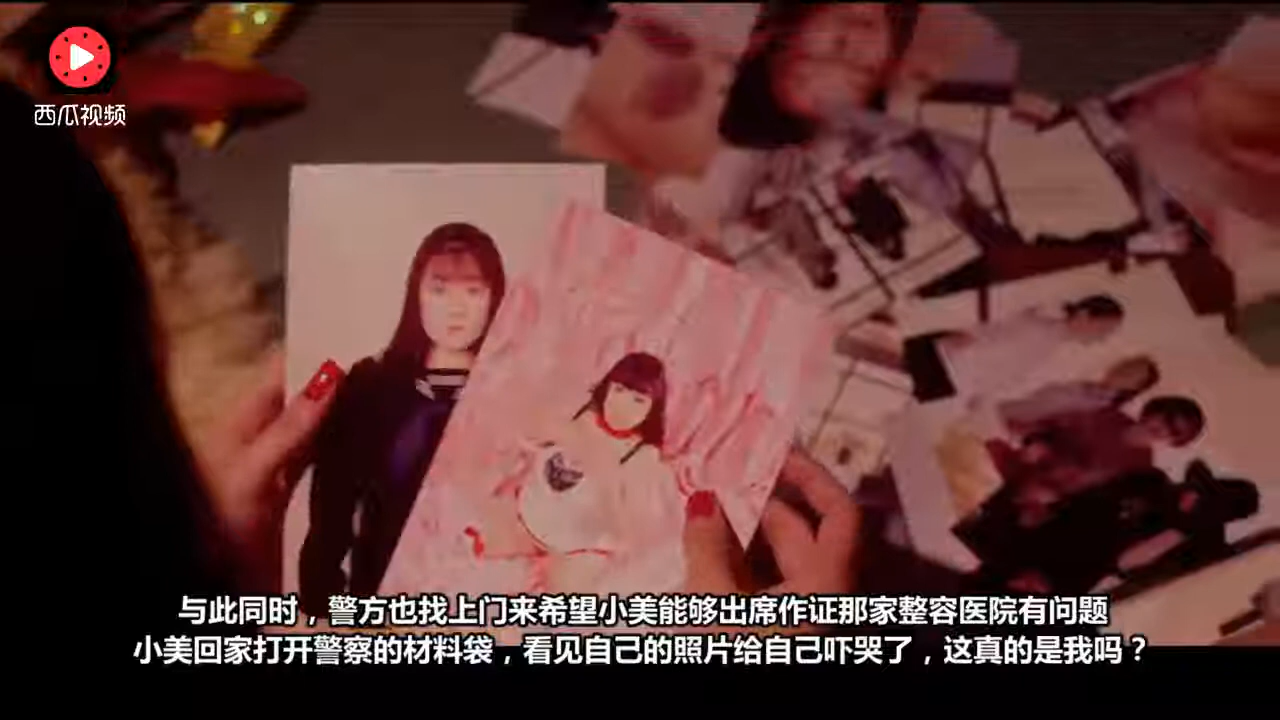 西瓜视频
与此同时，警方也找上门来希望小美能够出席作证那家整容医院有问题
小美回家打开警察的材料袋，看见自己的照片给自己吓哭了，这真的是我吗？